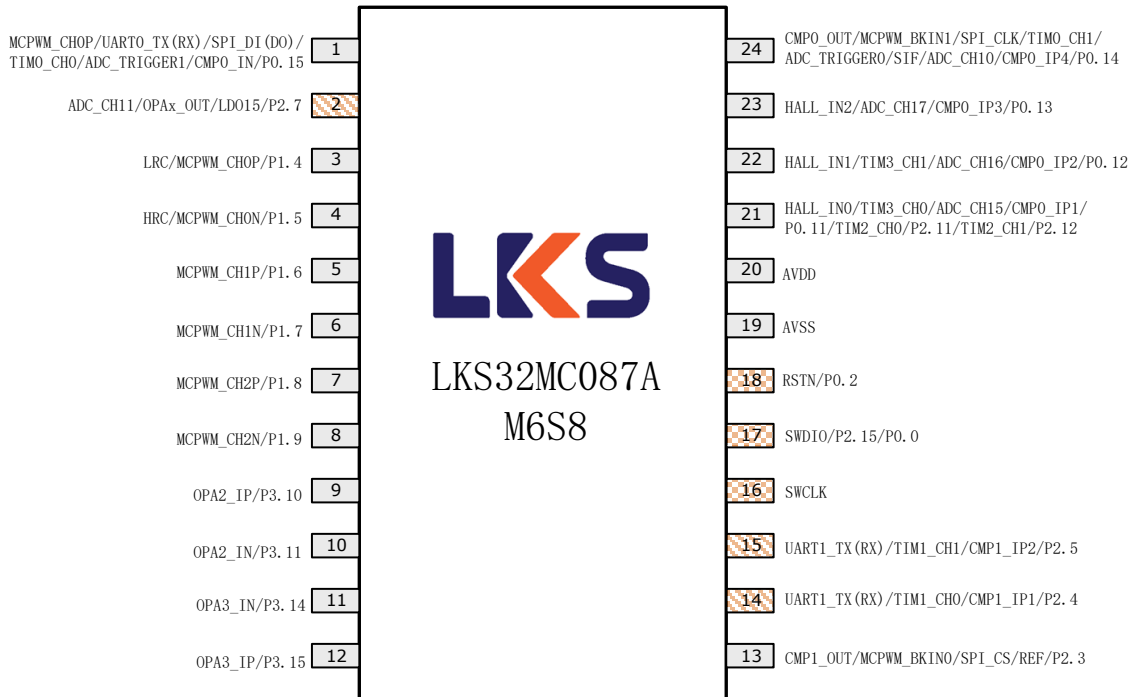 MCPWM_CH0P/UART0_TX(RX)/SPI_DI(DO)/
TIM0_CH0/ADC_TRIGGER1/CMP0_IN/P0.15
1
ADC_CH11/OPAx_OUT/LDO15/P2.7
2
LRC/MCPWM_CH0P/P1.4
3
HRC/MCPWM_CH0N/P1.5
4
MCPWM_CH1P/P1.6
5
MCPWM_CH1N/P1.7
6
MCPWM_CH2P/P1.8
7
MCPWM_CH2N/P1.9
8
OPA2_IP/P3.10
9
OPA2_IN/P3.11
10
OPA3_IN/P3.14
11
OPA3_IP/P3.15
12
LKS
LKS32MC087A
M6S8
24
CMP0_OUT/MCPWM_BKIN1/SPI_CLK/TIM0_CH1/
ADC_TRIGGER0/SIF/ADC_CH10/CMP0_IP4/P0.14
23
HALL_IN2/ADC_CH17/CMP0_IP3/P0.13
22
HALL_IN1/TIM3_CH1/ADC_CH16/CMP0_IP2/P0.12
21
HALL_IN0/TIM3_CH0/ADC_CH15/CMP0_IP1/
P0.11/TIM2_CH0/P2.11/TIM2_CH1/P2.12
20
AVDD
19
AVSS
18
RSTN/P0.2
17
SWDIO/P2.15/P0.0
16
SWCLK
15
UART1_TX(RX)/TIM1_CH1/CMP1_IP2/P2.5
14
UART1_TX(RX)/TIM1_CH0/CMP1_IP1/P2.4
13
CMP1_OUT/MCPWM_BKIN0/SPI_CS/REF/P2.3